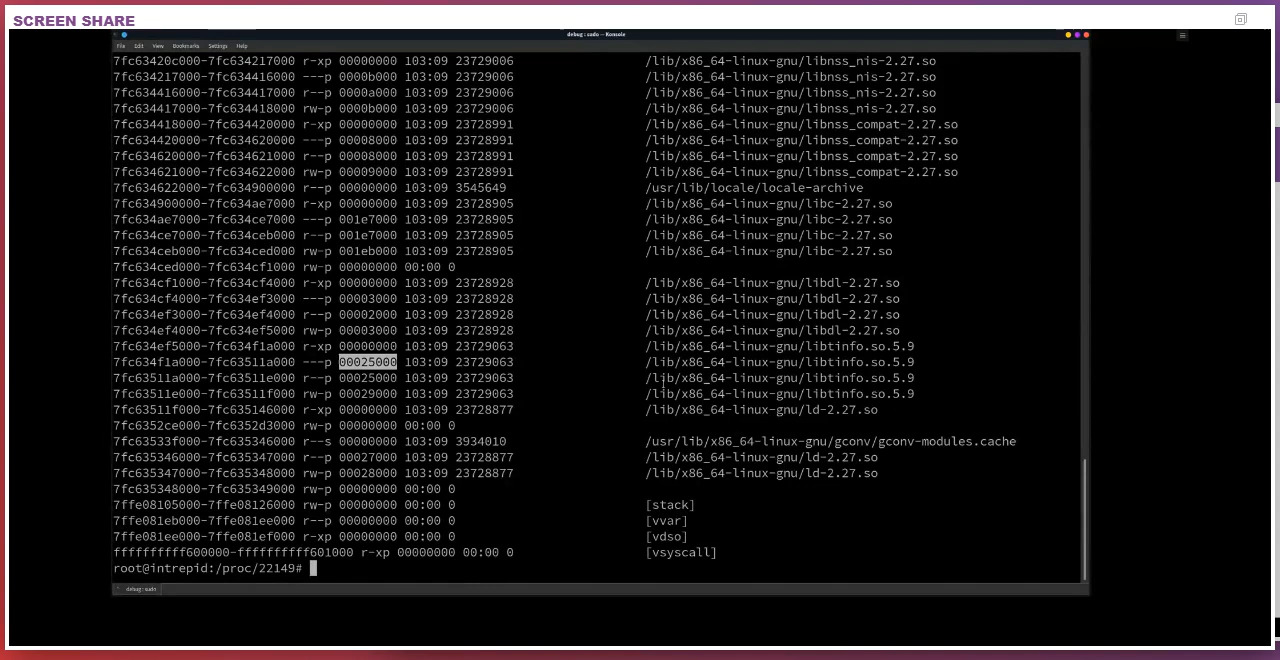 SCREEN SHARE
debug : sudo — Konsole
File Edit View Bookmarks Settings Help
7fc63420c000-7fc634217000 r-xp 00000000 103:09 23729006 /lib/x86_64-linux-gnu/libnss_nis-2.27.so
7fc634217000-7fc634416000 ---p 0000b000 103:09 23729006 /lib/x86_64-linux-gnu/libnss_nis-2.27.so
7fc634416000-7fc634417000 r--p 0000a000 103:09 23729006 /lib/x86_64-linux-gnu/libnss_nis-2.27.so
7fc634417000-7fc634418000 rw-p 0000b000 103:09 23729006 /lib/x86_64-linux-gnu/libnss_nis-2.27.so
7fc634418000-7fc634420000 r-xp 00000000 103:09 23728991 /lib/x86_64-linux-gnu/libnss_compat-2.27.so
7fc634420000-7fc634620000 ---p 00008000 103:09 23728991 /lib/x86_64-linux-gnu/libnss_compat-2.27.so
7fc634620000-7fc634621000 r--p 00008000 103:09 23728991 /lib/x86_64-linux-gnu/libnss_compat-2.27.so
7fc634621000-7fc634622000 rw-p 00009000 103:09 23728991 /lib/x86_64-linux-gnu/libnss_compat-2.27.so
7fc634622000-7fc634900000 r--p 00000000 103:09 3545649 /usr/lib/locale/locale-archive
7fc634900000-7fc634ae7000 r-xp 00000000 103:09 23728905 /lib/x86_64-linux-gnu/libc-2.27.so
7fc634ae7000-7fc634ce7000 ---p 001e7000 103:09 23728905 /lib/x86_64-linux-gnu/libc-2.27.so
7fc634ce7000-7fc634ceb000 r--p 001e7000 103:09 23728905 /lib/x86_64-linux-gnu/libc-2.27.so
7fc634ceb000-7fc634ced000 rw-p 001eb000 103:09 23728905 /lib/x86_64-linux-gnu/libc-2.27.so
7fc634ced000-7fc634cf1000 rw-p 00000000 00:00 0
7fc634cf1000-7fc634cf4000 r-xp 00000000 103:09 23728928 /lib/x86_64-linux-gnu/libdl-2.27.so
7fc634cf4000-7fc634ef3000 ---p 00003000 103:09 23728928 /lib/x86_64-linux-gnu/libdl-2.27.so
7fc634ef3000-7fc634ef4000 r--p 00002000 103:09 23728928 /lib/x86_64-linux-gnu/libdl-2.27.so
7fc634ef4000-7fc634ef5000 rw-p 00003000 103:09 23728928 /lib/x86_64-linux-gnu/libdl-2.27.so
7fc634ef5000-7fc634f1a000 r-xp 00000000 103:09 23729063 /lib/x86_64-linux-gnu/libtinfo.so.5.9
7fc634f1a000-7fc63511a000 ---p 00025000 103:09 23729063 /lib/x86_64-linux-gnu/libtinfo.so.5.9
7fc63511a000-7fc63511e000 r--p 00025000 103:09 23729063 /lib/x86_64-linux-gnu/libtinfo.so.5.9
7fc63511e000-7fc63511f000 rw-p 00029000 103:09 23729063 /lib/x86_64-linux-gnu/libtinfo.so.5.9
7fc63511f000-7fc635146000 r-xp 00000000 103:09 23728877 /lib/x86_64-linux-gnu/ld-2.27.so
7fc6352ce000-7fc6352d3000 rw-p 00000000 00:00 0
7fc63533f000-7fc635346000 r--s 00000000 103:09 3934010 /usr/lib/x86_64-linux-gnu/gconv/gconv-modules.cache
7fc635346000-7fc635347000 r--p 00027000 103:09 23728877 /lib/x86_64-linux-gnu/ld-2.27.so
7fc635347000-7fc635348000 rw-p 00028000 103:09 23728877 /lib/x86_64-linux-gnu/ld-2.27.so
7fc635348000-7fc635349000 rw-p 00000000 00:00 0
7ffe08105000-7ffe08126000 rw-p 00000000 00:00 0 [stack]
7ffe081eb000-7ffe081ee000 r--p 00000000 00:00 0 [vvar]
7ffe081ee000-7ffe081ef000 r-xp 00000000 00:00 0 [vdso]
ffffffffff600000-ffffffffff601000 r-xp 00000000 00:00 0 [vsyscall]
root@intrepid:/proc/22149#
debug : sudo